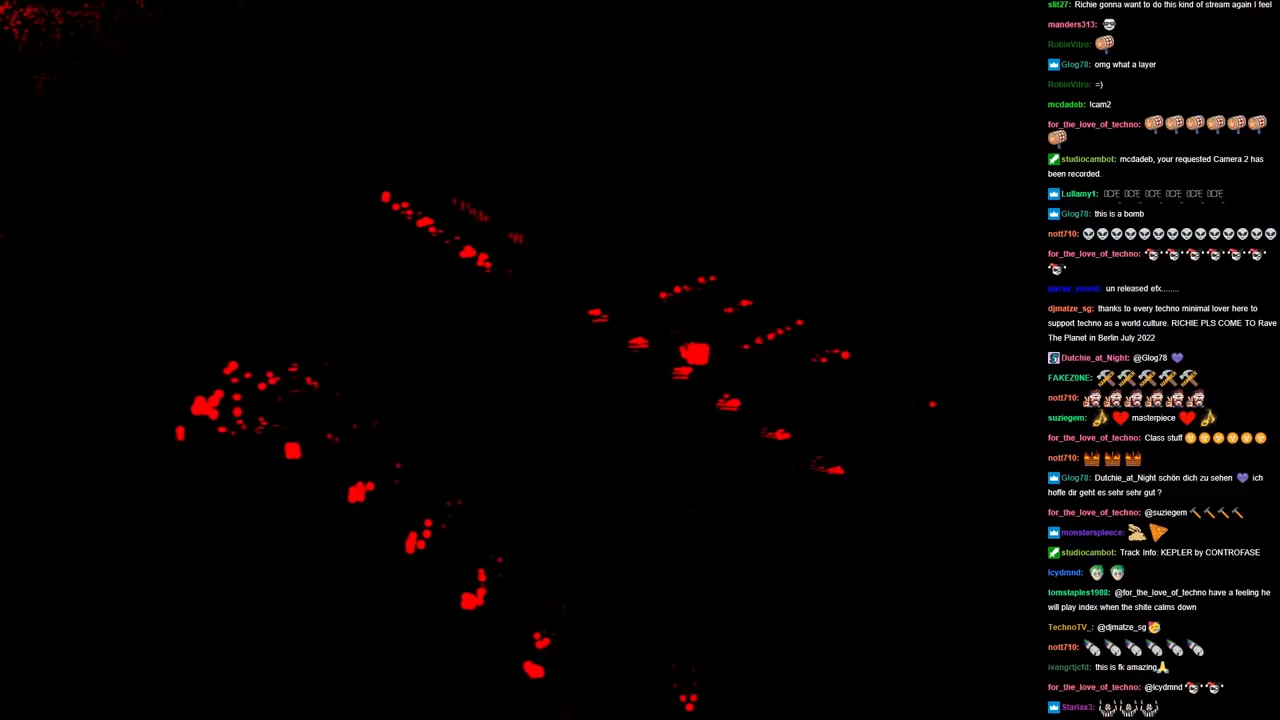 slit27: Richie gonna want to do this kind of stream again I feel
manders313:
RobinVitro:
Glog78: omg what a layer
RobinVitro: =)
mcdadeb: !cam2
for_the_love_of_techno:
studiocambot: mcdadeb, your requested Camera 2 has
been recorded.
Lullamy1:
Glog78: this is a bomb
nott710:
for_the_love_of_techno:
un released efx........
djmatze_sg: thanks to every techno minimal lover here to
support techno as a world culture. RICHIE PLS COME TO Rave
The Planet in Berlin July 2022
Dutchie_at_Night: @Glog78 💜
FAKEZ0NE:
nott710:
suziegem: ❤️ masterpiece ❤️
for_the_love_of_techno: Class stuff
nott710:
Glog78: Dutchie_at_Night schön dich zu sehen 💜 ich
hoffe dir geht es sehr sehr gut ?
for_the_love_of_techno: @suziegem 🔨🔨🔨🔨
monsterspleece:
studiocambot: Track Info: KEPLER by CONTROFASE
lcydmnd:
tomstaples1988: @for_the_love_of_techno have a feeling he
will play index when the shite calms down
TechnoTV_: @djmatze_sg 🥳
nott710:
ivangrtjcfd: this is fk amazing🙏
for_the_love_of_techno: @lcydmnd
Starlax3: